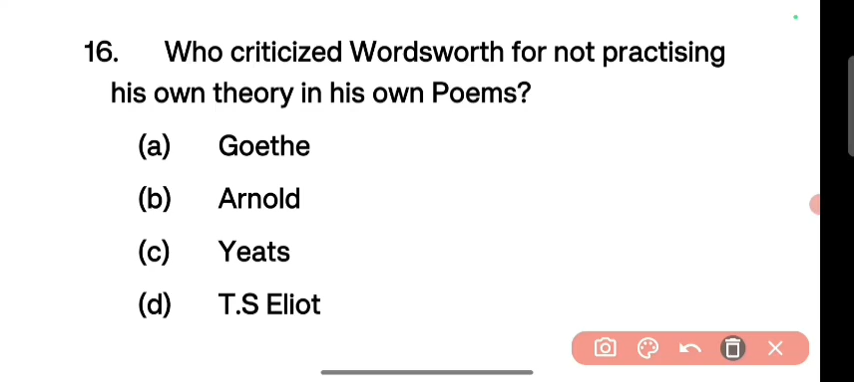 16. Who criticized Wordsworth for not practising
his own theory in his own Poems?
(a) Goethe
(b) Arnold
(c) Yeats
(d) T.S Eliot